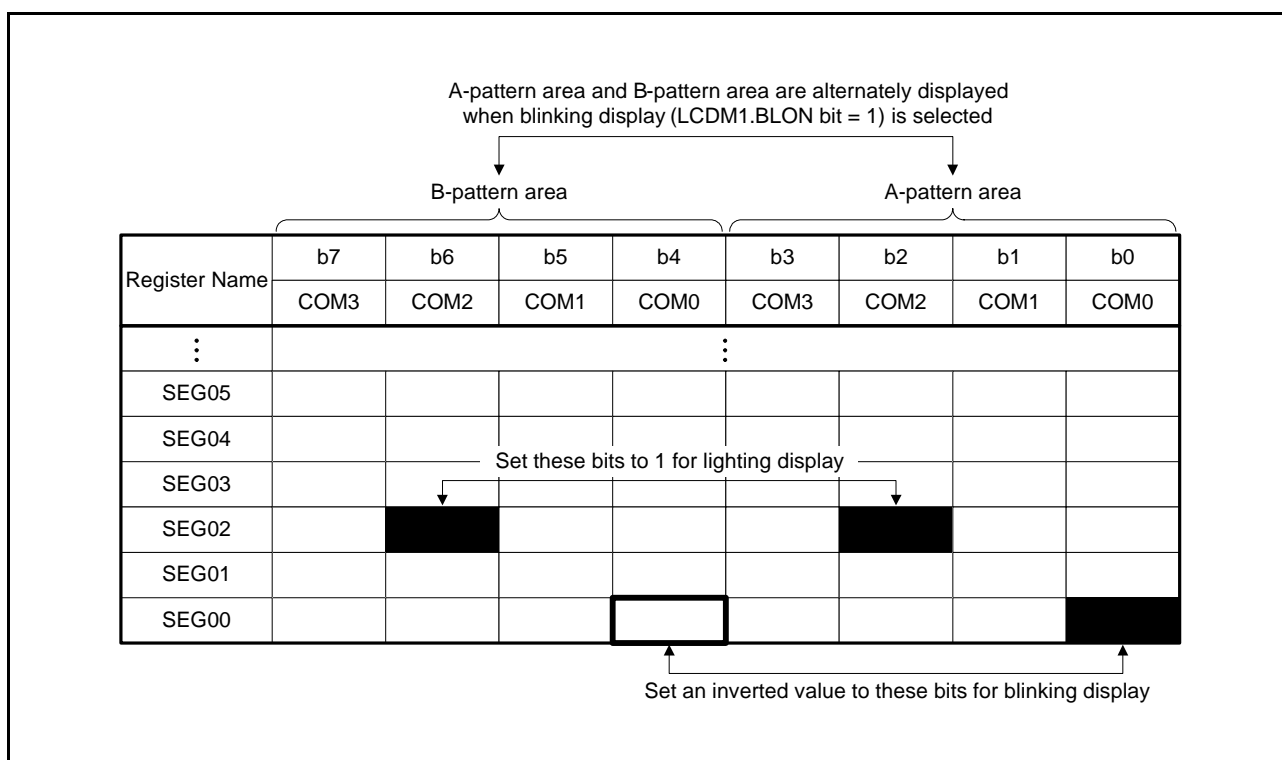 A-pattern area and B-pattern area are alternately displayed
when blinking display (LCDM1.BLON bit = 1) is selected
B-pattern area A-pattern area
Register Name b7 b6 b5 b4 b3 b2 b1 b0
COM3 COM2 COM1 COM0 COM3 COM2 COM1 COM0
⋮ ⋮
SEG05
SEG04
Set these bits to 1 for lighting display
SEG03
SEG02
SEG01
SEG00
Set an inverted value to these bits for blinking display